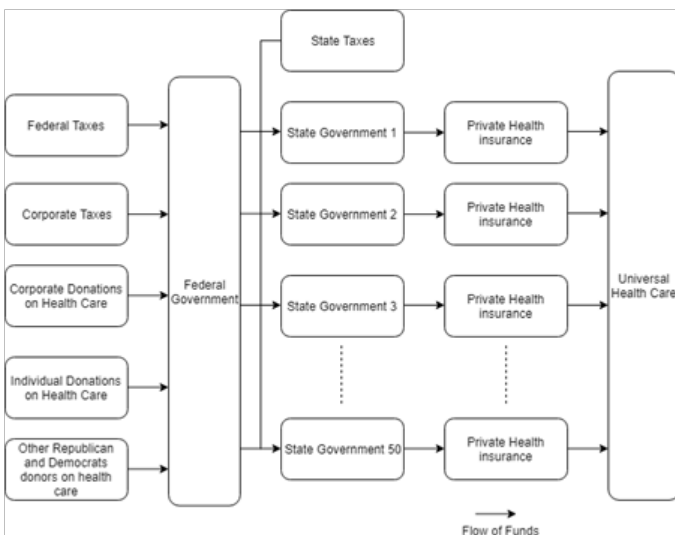 State Taxes
Federal Taxes
Corporate Taxes
Corporate Donations
on Health Care
Individual Donations
on Health Care
Other Republican
and Democrats
donors on health
care
Federal
Government
State Government 1
State Government 2
State Government 3
State Government 50
Private Health
insurance
Private Health
insurance
Private Health
insurance
Private Health
insurance
Universal
Health Care
Flow of Funds